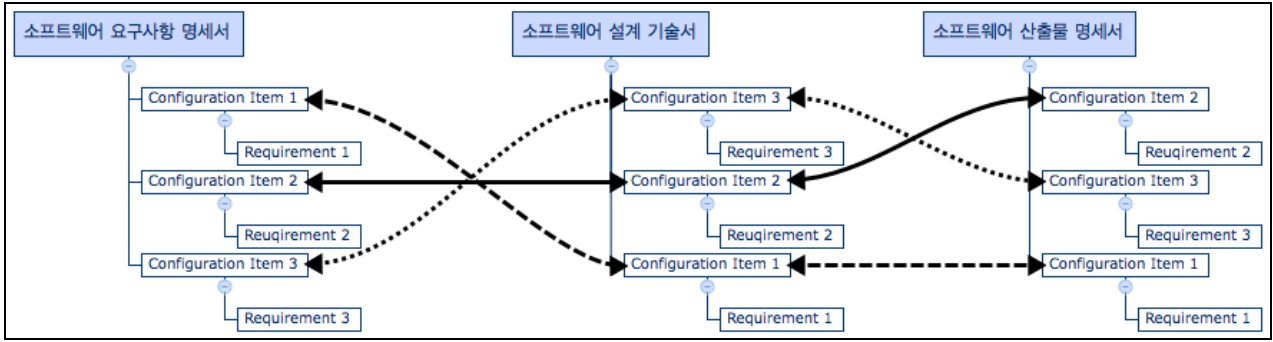 소프트웨어 요구사항 명세서
Configuration Item 1
Requirement 1
Configuration Item 2
Reuqirement 2
Configuration Item 3
Requirement 3
소프트웨어 설계 기술서
Configuration Item 3
Requirement 3
Configuration Item 2
Reuqirement 2
Configuration Item 1
Requirement 1
소프트웨어 산출물 명세서
Configuration Item 2
Reuqirement 2
Configuration Item 3
Requirement 3
Configuration Item 1
Requirement 1